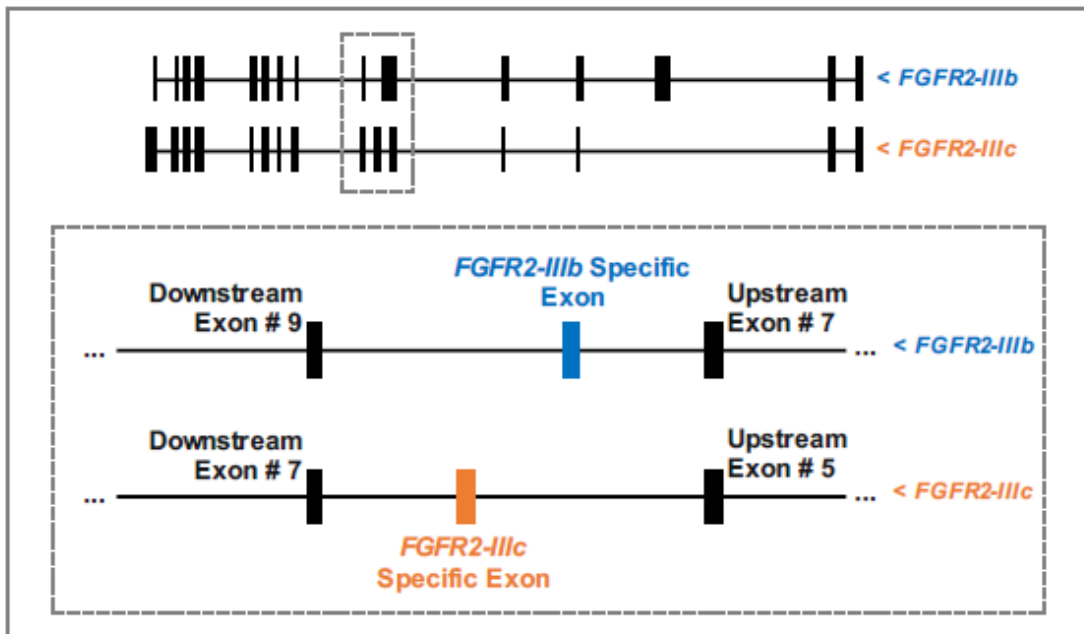 < FGFR2-IIIb
< FGFR2-IIIc
FGFR2-IIIb Specific
Exon
Downstream
Exon # 9
Upstream
Exon # 7
... ... < FGFR2-IIIb
Downstream
Exon # 7
Upstream
Exon # 5
... ... < FGFR2-IIIc
FGFR2-IIIc
Specific Exon